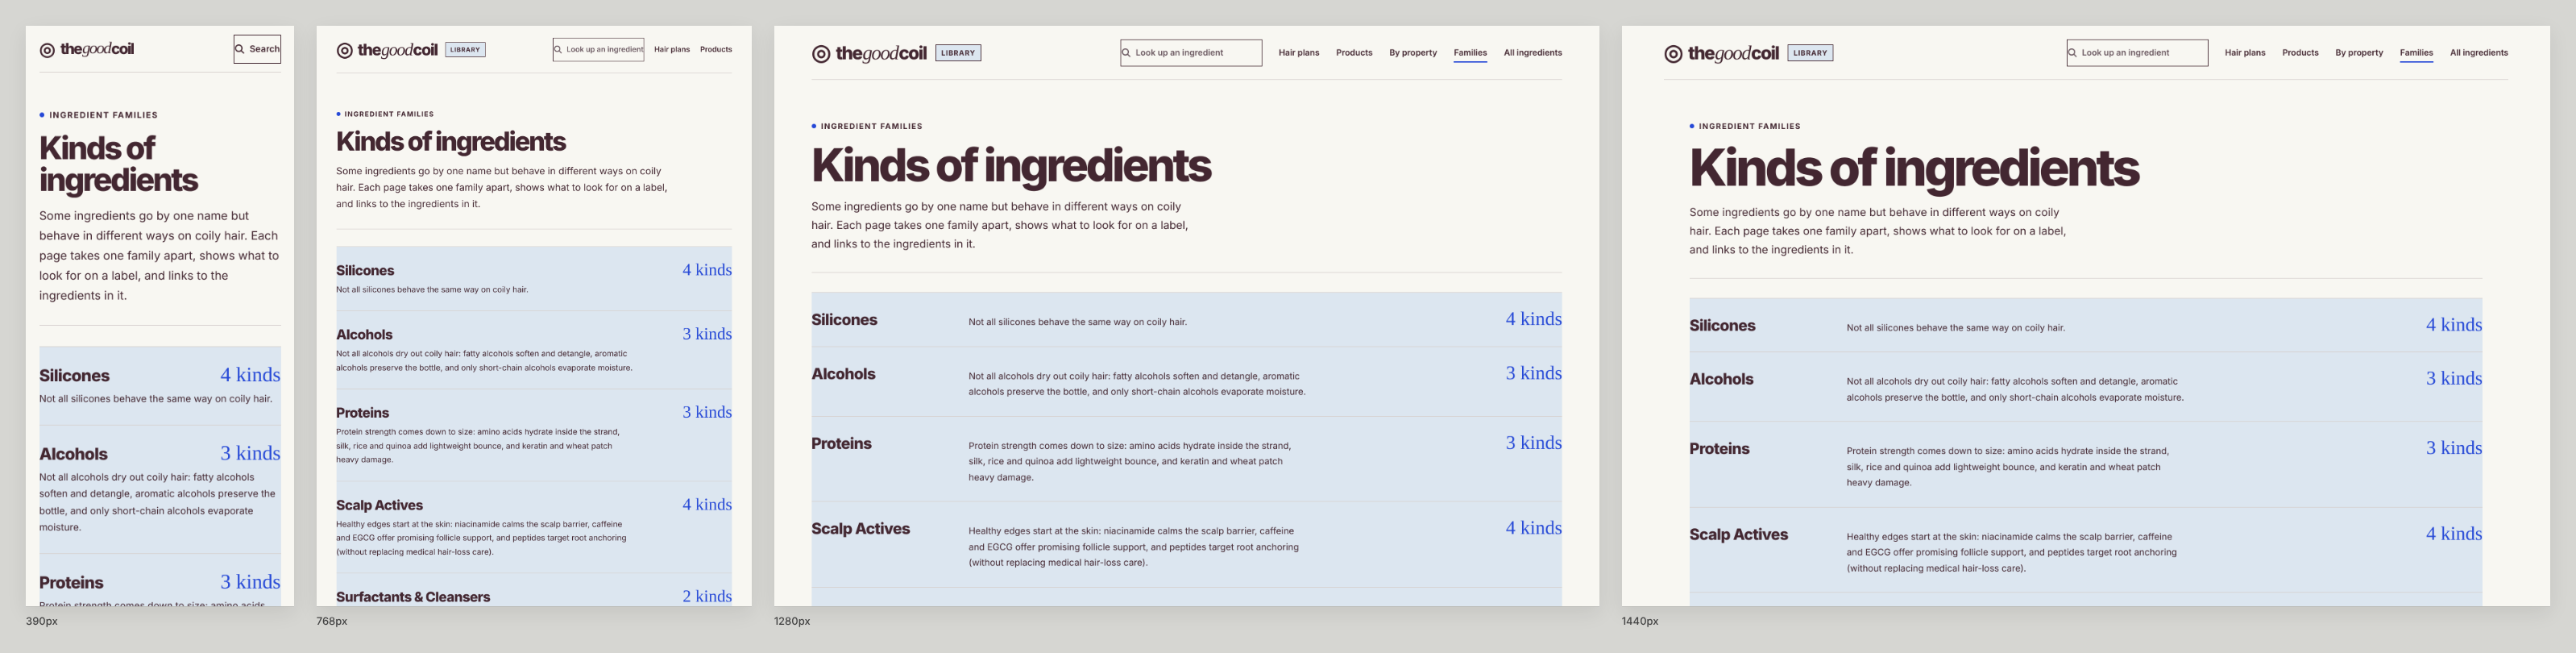 thegoodcoil
Search
INGREDIENT FAMILIES
Kinds of
ingredients
Some ingredients go by one name but
behave in different ways on coily hair. Each
page takes one family apart, shows what to
look for on a label, and links to the
ingredients in it.
Silicones
4 kinds
Not all silicones behave the same way on coily hair.
Alcohols
3 kinds
Not all alcohols dry out coily hair: fatty alcohols
soften and detangle, aromatic alcohols preserve the
bottle, and only short-chain alcohols evaporate
moisture.
Proteins
3 kinds
Protein strength comes down to size: amino acids
390px
thegoodcoil
LIBRARY
Look up an ingredient
Hair plans
Products
INGREDIENT FAMILIES
Kinds of ingredients
Some ingredients go by one name but behave in different ways on coily
hair. Each page takes one family apart, shows what to look for on a label,
and links to the ingredients in it.
Silicones
4 kinds
Not all silicones behave the same way on coily hair.
Alcohols
3 kinds
Not all alcohols dry out coily hair: fatty alcohols soften and detangle, aromatic
alcohols preserve the bottle, and only short-chain alcohols evaporate moisture.
Proteins
3 kinds
Protein strength comes down to size: amino acids hydrate inside the strand,
silk, rice and quinoa add lightweight bounce, and keratin and wheat patch
heavy damage.
Scalp Actives
4 kinds
Healthy edges start at the skin: niacinamide calms the scalp barrier, caffeine
and EGCG offer promising follicle support, and peptides target root anchoring
(without replacing medical hair-loss care).
Surfactants & Cleansers
2 kinds
768px
thegoodcoil
LIBRARY
Look up an ingredient
Hair plans
Products
By property
Families
All ingredients
INGREDIENT FAMILIES
Kinds of ingredients
Some ingredients go by one name but behave in different ways on coily
hair. Each page takes one family apart, shows what to look for on a label,
and links to the ingredients in it.
Silicones
Not all silicones behave the same way on coily hair.
4 kinds
Alcohols
Not all alcohols dry out coily hair: fatty alcohols soften and detangle, aromatic
alcohols preserve the bottle, and only short-chain alcohols evaporate moisture.
3 kinds
Proteins
Protein strength comes down to size: amino acids hydrate inside the strand,
silk, rice and quinoa add lightweight bounce, and keratin and wheat patch
heavy damage.
3 kinds
Scalp Actives
Healthy edges start at the skin: niacinamide calms the scalp barrier, caffeine
and EGCG offer promising follicle support, and peptides target root anchoring
(without replacing medical hair-loss care).
4 kinds
1280px
thegoodcoil
LIBRARY
Look up an ingredient
Hair plans
Products
By property
Families
All ingredients
INGREDIENT FAMILIES
Kinds of ingredients
Some ingredients go by one name but behave in different ways on coily
hair. Each page takes one family apart, shows what to look for on a label,
and links to the ingredients in it.
Silicones
Not all silicones behave the same way on coily hair.
4 kinds
Alcohols
Not all alcohols dry out coily hair: fatty alcohols soften and detangle, aromatic
alcohols preserve the bottle, and only short-chain alcohols evaporate moisture.
3 kinds
Proteins
Protein strength comes down to size: amino acids hydrate inside the strand,
silk, rice and quinoa add lightweight bounce, and keratin and wheat patch
heavy damage.
3 kinds
Scalp Actives
Healthy edges start at the skin: niacinamide calms the scalp barrier, caffeine
and EGCG offer promising follicle support, and peptides target root anchoring
(without replacing medical hair-loss care).
4 kinds
1440px